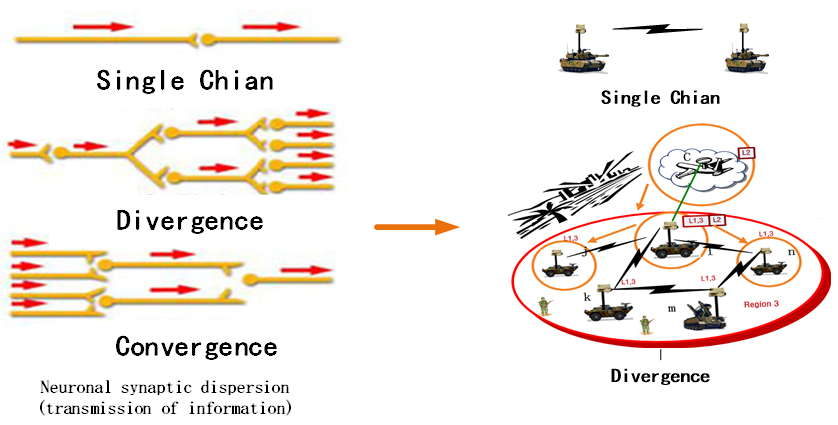 Single Chian
Divergence
Convergence
Neuronal synaptic dispersion
(transmission of information)
Single Chian
C
L2
L1,3
L2
L1,3
j
l
L1,3
n
L1,3
L1,3
k
m
Region 3
Divergence